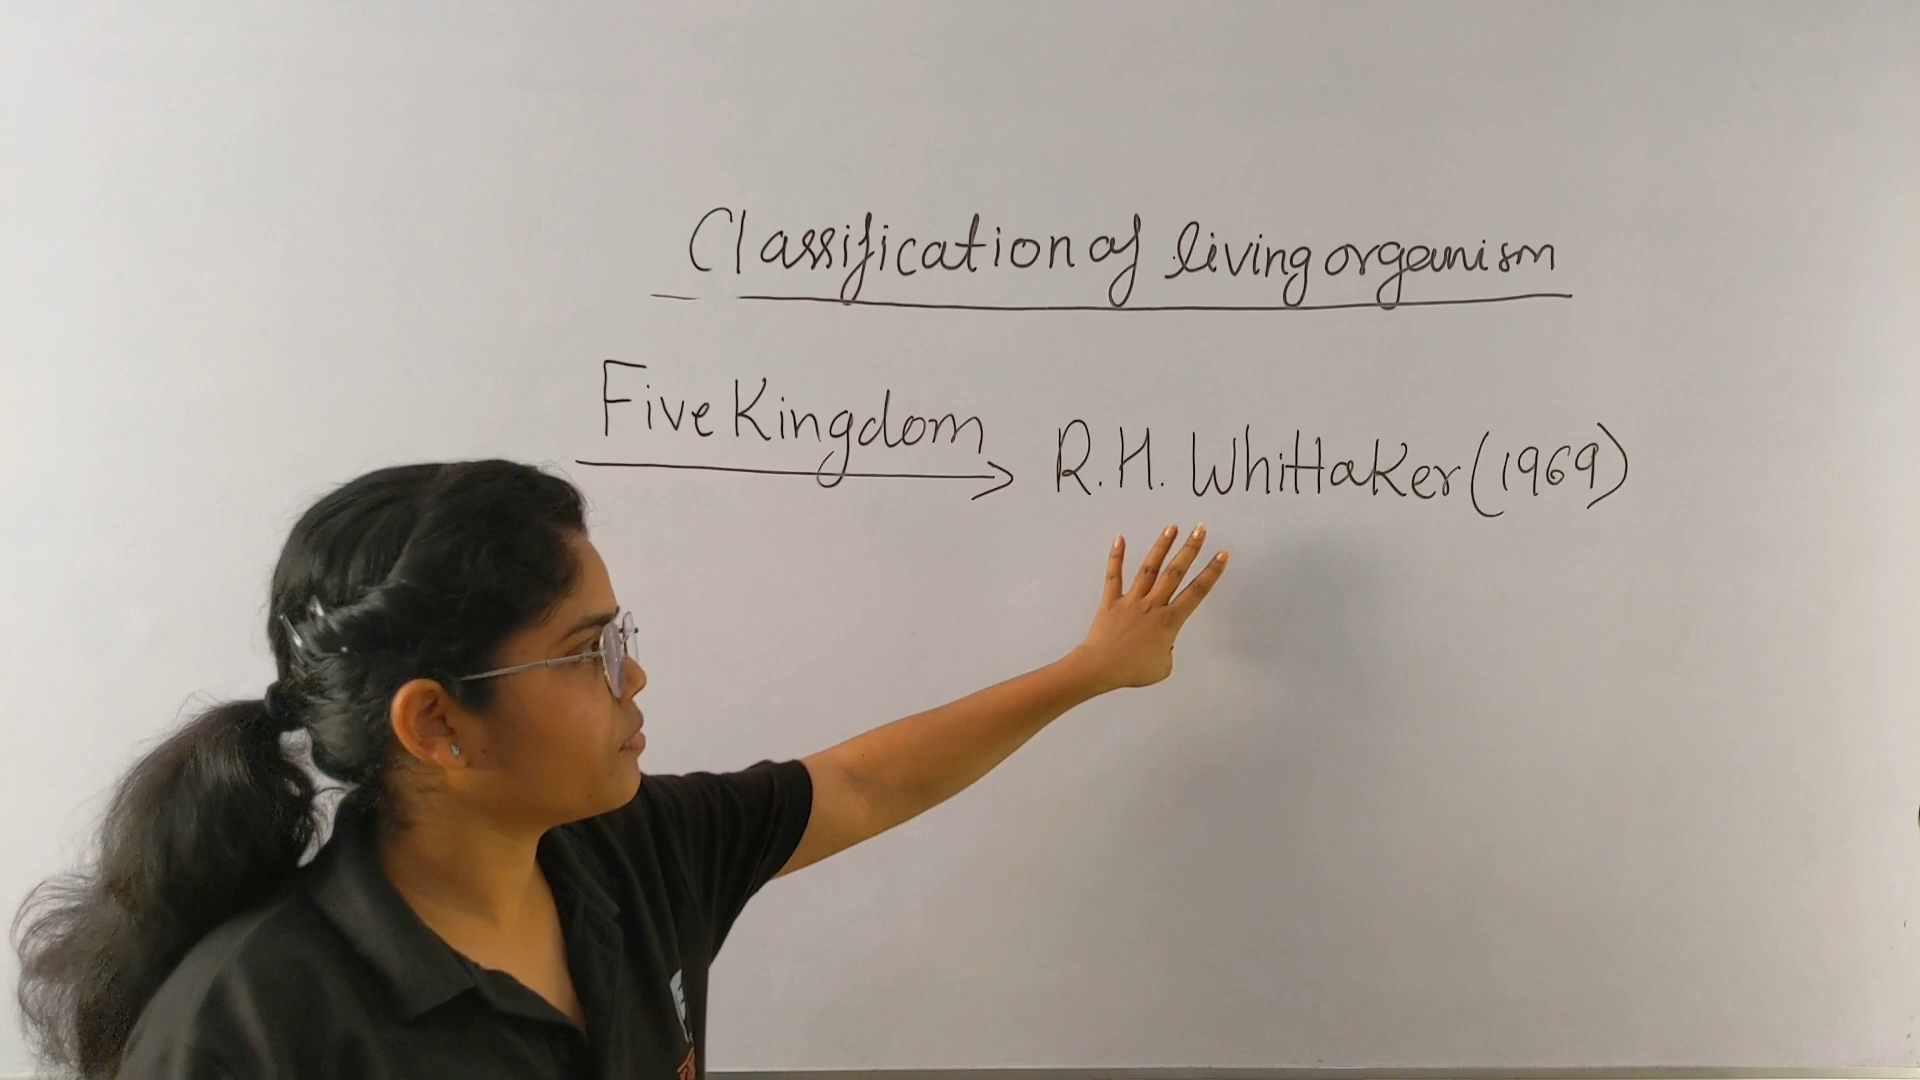 Classification of living organism
Five Kingdom → R.H. Whittaker (1969)